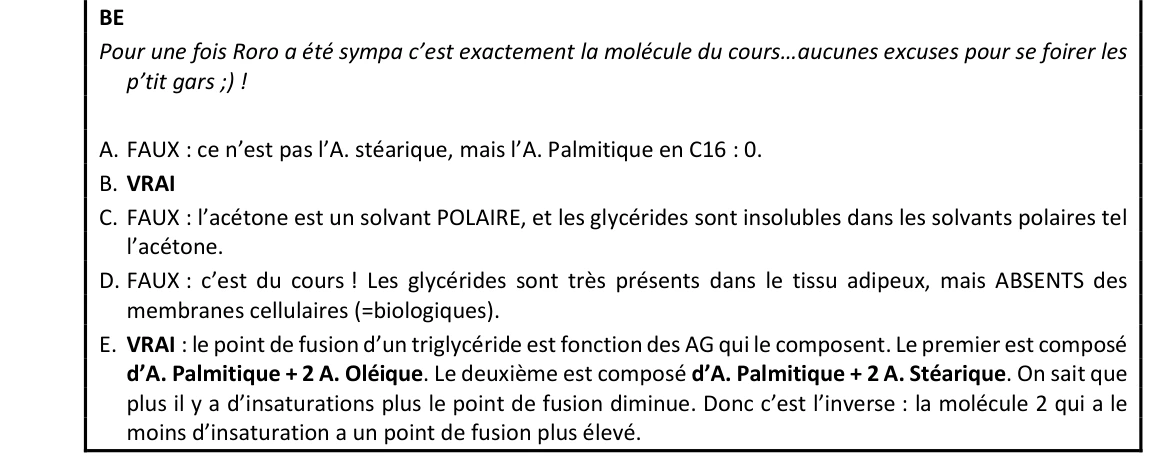 BE
Pour une fois Roro a été sympa c’est exactement la molécule du cours…aucunes excuses pour se foirer les
p’tit gars ;) !
A. FAUX : ce n’est pas l’A. stéarique, mais l’A. Palmitique en C16 : 0.
B. VRAI
C. FAUX : l’acétone est un solvant POLAIRE, et les glycérides sont insolubles dans les solvants polaires tel
l’acétone.
D. FAUX : c’est du cours ! Les glycérides sont très présents dans le tissu adipeux, mais ABSENTS des
membranes cellulaires (=biologiques).
E. VRAI : le point de fusion d’un triglycéride est fonction des AG qui le composent. Le premier est composé
d’A. Palmitique + 2 A. Oléique. Le deuxième est composé d’A. Palmitique + 2 A. Stéarique. On sait que
plus il y a d’insaturations plus le point de fusion diminue. Donc c’est l’inverse : la molécule 2 qui a le
moins d’insaturation a un point de fusion plus élevé.